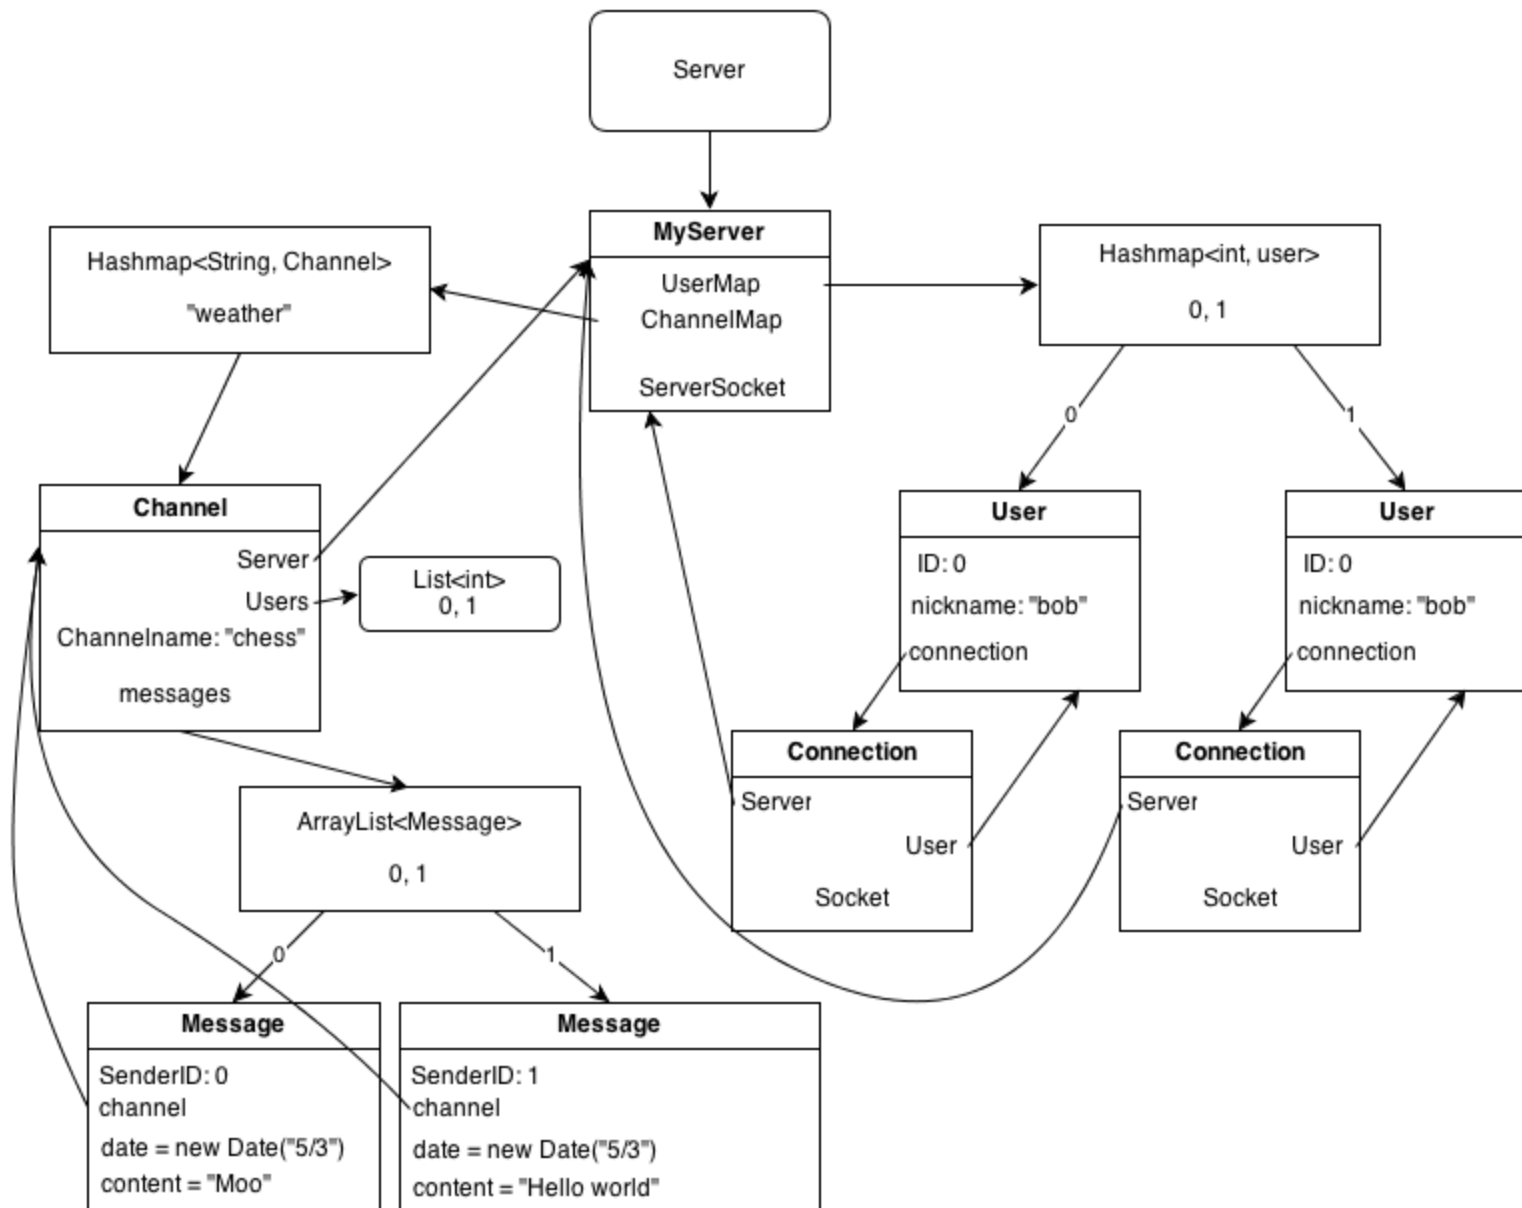 Server
MyServer
UserMap
ChannelMap
ServerSocket
Hashmap<String, Channel>
"weather"
Hashmap<int, user>
0, 1
0
1
Channel
Server
Users
Channelname: "chess"
messages
List<int>
0, 1
User
ID: 0
nickname: "bob"
connection
User
ID: 0
nickname: "bob"
connection
Connection
Server
User
Socket
Connection
Server
User
Socket
ArrayList<Message>
0, 1
0
1
Message
SenderID: 0
channel
date = new Date("5/3")
content = "Moo"
Message
SenderID: 1
channel
date = new Date("5/3")
content = "Hello world"